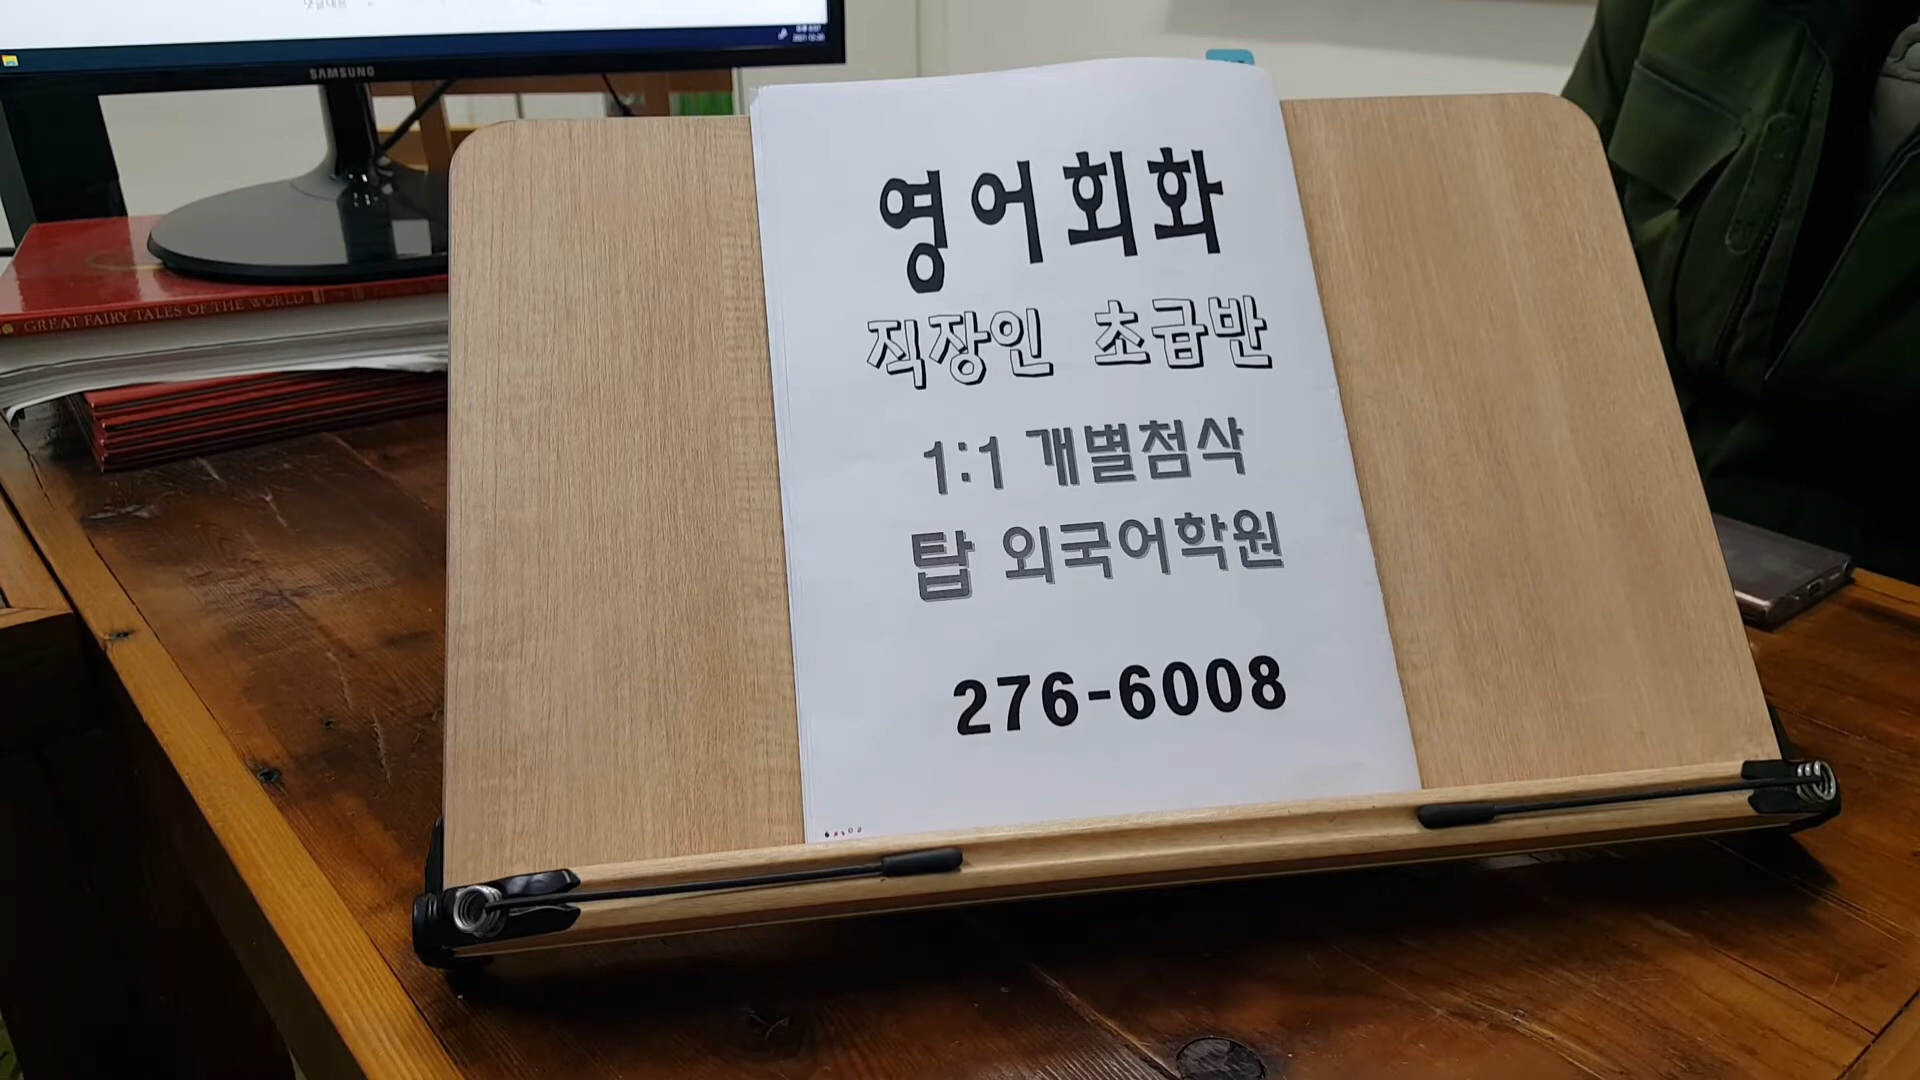 SAMSUNG
GREAT FAIRY TALES OF THE WORLD
영어회화
직장인 초급반
1:1 개별첨삭
탑 외국어학원
276-6008